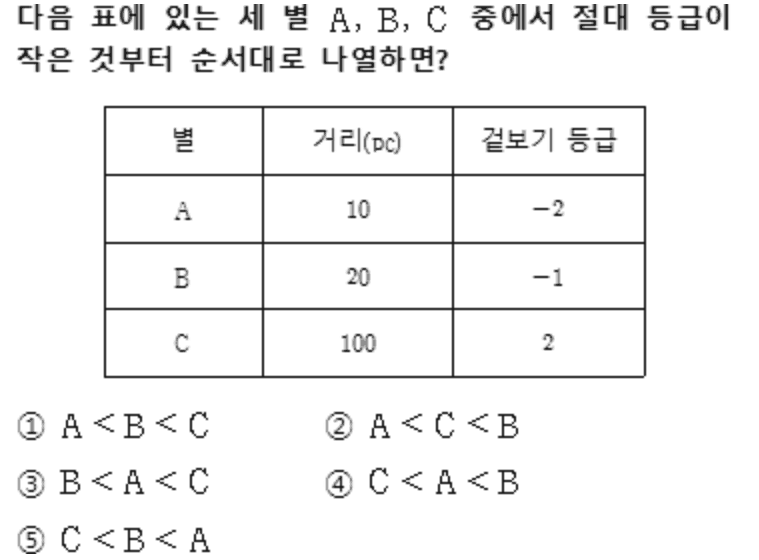 다음 표에 있는 세 별 A, B, C 중에서 절대 등급이
작은 것부터 순서대로 나열하면?
별 거리(pc) 겉보기 등급
A 10 −2
B 20 −1
C 100 2
① A < B < C ② A < C < B
③ B < A < C ④ C < A < B
⑤ C < B < A